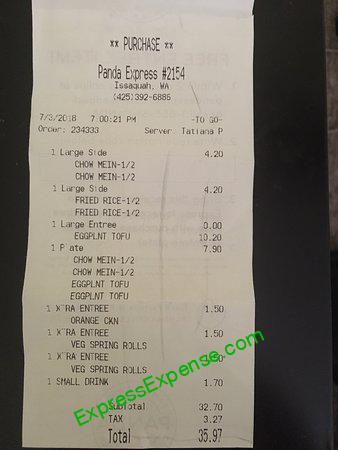 ** PURCHASE **
Panda Express #2154
Issaquah, WA
(425)392-6886
7/3/2018 7:00:21 PM -TO GO-
Order: 234333 Server: Tatiana P
1 Large Side 4.20
CHOW MEIN-1/2
CHOW MEIN-1/2
1 Large Side 4.20
FRIED RICE-1/2
FRIED RICE-1/2
1 Large Entree 0.00
EGGPLNT TOFU 10.20
1 Plate 7.90
CHOW MEIN-1/2
CHOW MEIN-1/2
EGGPLNT TOFU
EGGPLNT TOFU
1 XTRA ENTREE 1.50
ORANGE CKN
1 XTRA ENTREE 1.50
VEG SPRING ROLLS
1 XTRA ENTREE
VEG SPRING ROLLS
1 SMALL DRINK 1.70
Subtotal 32.70
TAX 3.27
Total 35.97
ExpressExpense.com